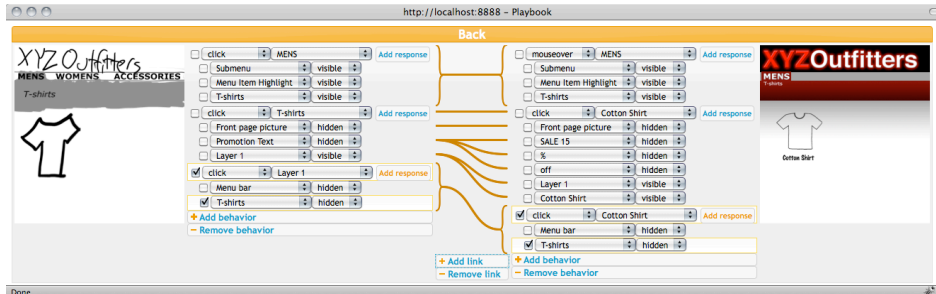 http://localhost:8888 – Playbook
Back
XYZ Outfitters
MENS WOMENS ACCESSORIES
T-shirts
click MENS Add response
Submenu visible
Menu Item Highlight visible
T-shirts visible
click T-shirts Add response
Front page picture hidden
Promotion Text hidden
Layer 1 visible
click Layer 1 Add response
Menu bar hidden
T-shirts hidden
+ Add behavior
− Remove behavior
+ Add link
− Remove link
mouseover MENS Add response
Submenu visible
Menu Item Highlight visible
T-shirts visible
click Cotton Shirt Add response
Front page picture hidden
SALE 15 hidden
% hidden
off hidden
Layer 1 visible
Cotton Shirt visible
click Cotton Shirt Add response
Menu bar hidden
T-shirts hidden
+ Add behavior
− Remove behavior
XYZOutfitters
MENS
T-shirts
Cotton Shirt
Done